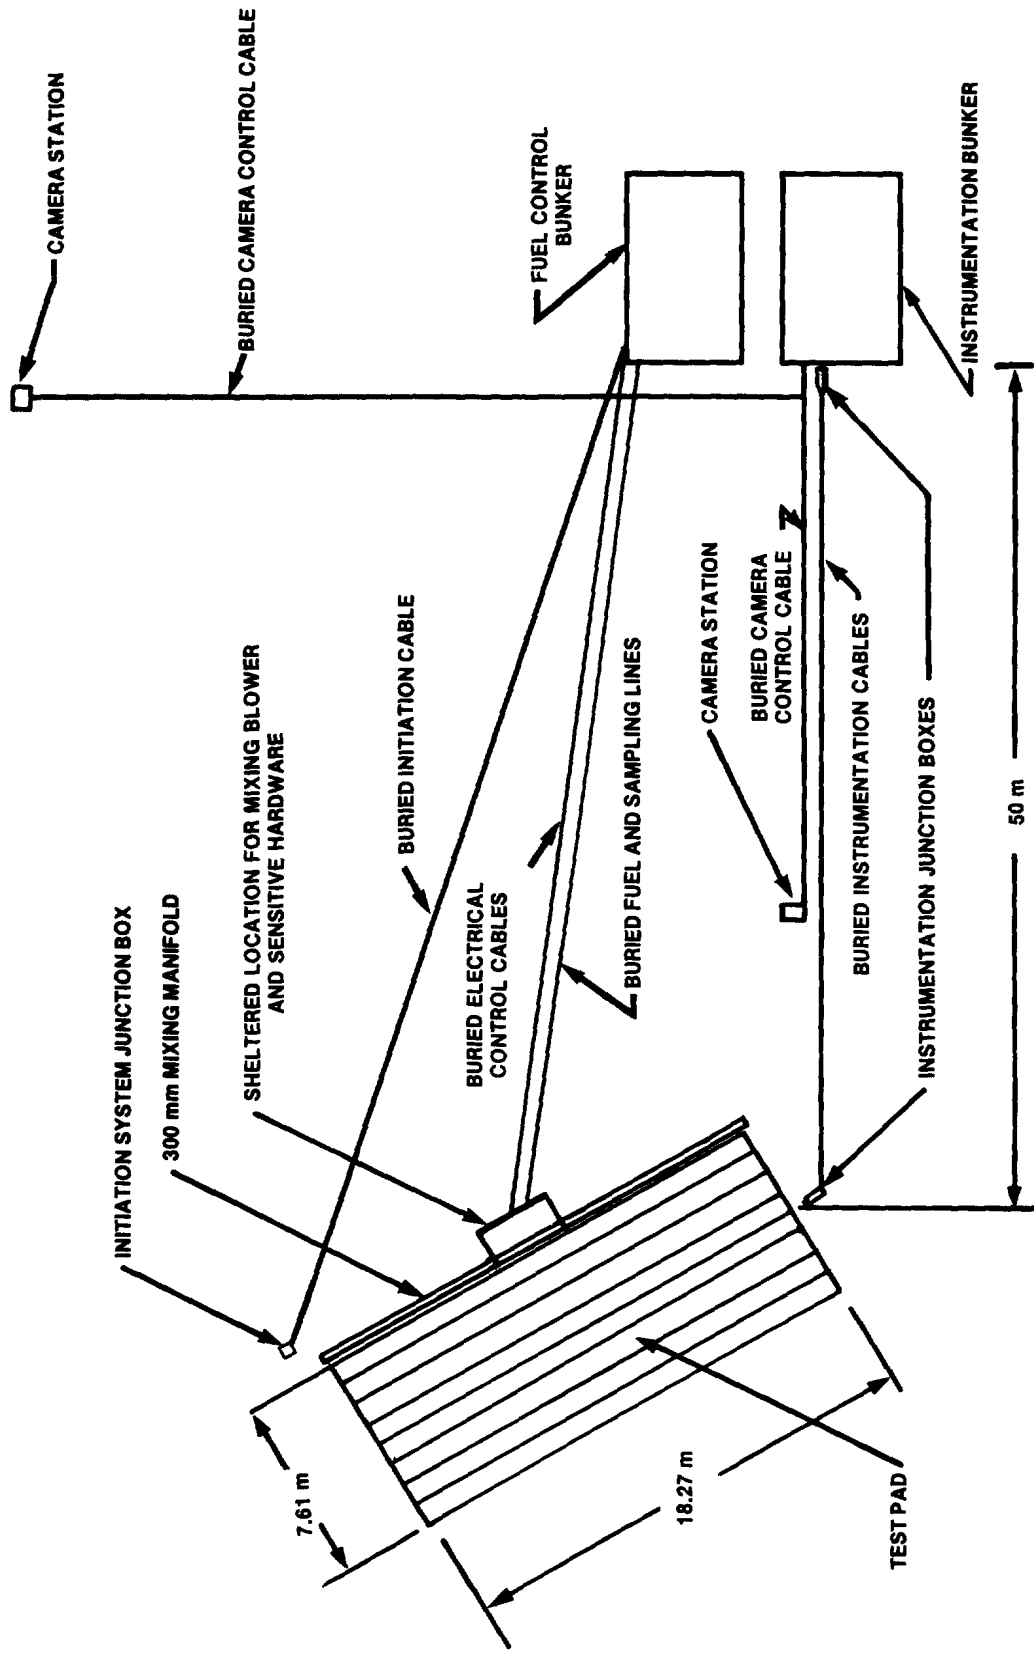 CAMERA STATION
BURIED CAMERA CONTROL CABLE
FUEL CONTROL
BUNKER
INSTRUMENTATION BUNKER
INITIATION SYSTEM JUNCTION BOX
300 mm MIXING MANIFOLD
SHELTERED LOCATION FOR MIXING BLOWER
AND SENSITIVE HARDWARE
BURIED INITIATION CABLE
BURIED ELECTRICAL
CONTROL CABLES
BURIED FUEL AND SAMPLING LINES
CAMERA STATION
BURIED CAMERA
CONTROL CABLE
BURIED INSTRUMENTATION CABLES
INSTRUMENTATION JUNCTION BOXES
50 m
7.61 m
18.27 m
TEST PAD